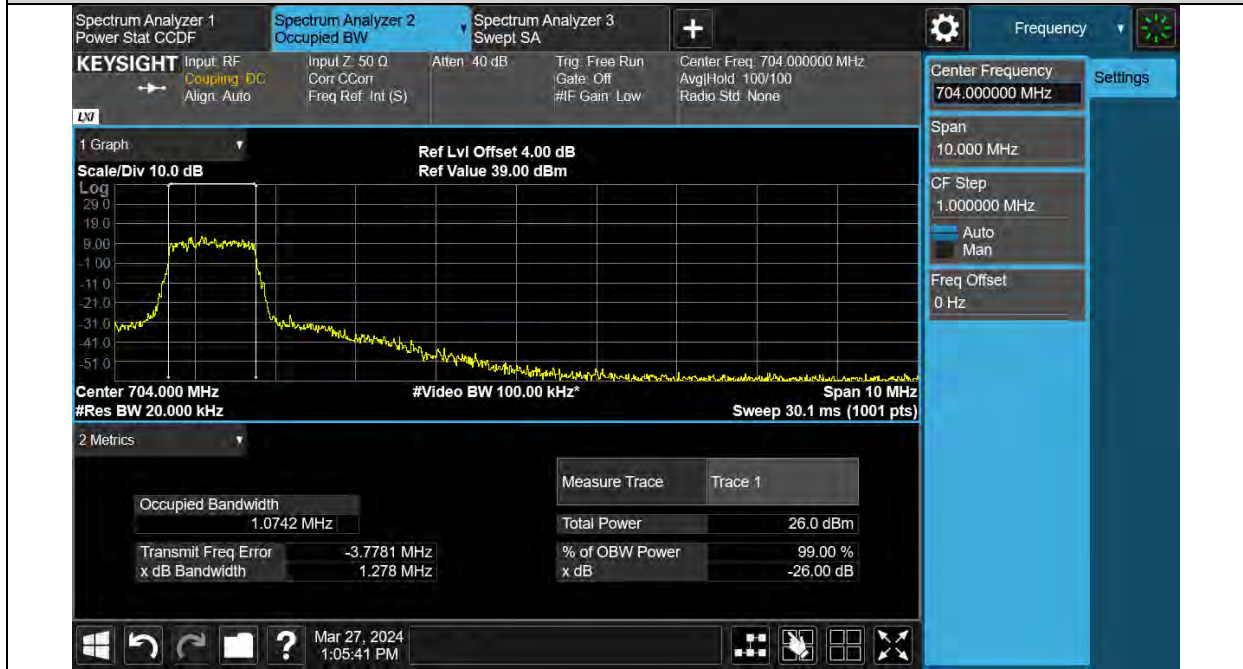 Spectrum Analyzer 1
Power Stat CCDF
Spectrum Analyzer 2
Occupied BW
Spectrum Analyzer 3
Swept SA
+
Frequency
KEYSIGHT
Input: RF
Coupling: DC
Align: Auto
Input Z: 50 Ω
Corr CCorr
Freq Ref: Int (S)
Atten: 40 dB
Trig: Free Run
Gate: Off
#IF Gain: Low
Center Freq: 704.000000 MHz
Avg|Hold: 100/100
Radio Std: None
LXI
Center Frequency
704.000000 MHz
Settings
Span
10.000 MHz
CF Step
1.000000 MHz
Auto
Man
Freq Offset
0 Hz
1 Graph
Scale/Div 10.0 dB
Ref Lvl Offset 4.00 dB
Ref Value 39.00 dBm
Log
29.0
19.0
9.00
-1.00
-11.0
-21.0
-31.0
-41.0
-51.0
Center 704.000 MHz
#Video BW 100.00 kHz*
Span 10 MHz
#Res BW 20.000 kHz
Sweep 30.1 ms (1001 pts)
2 Metrics
Measure Trace Trace 1
Occupied Bandwidth
1.0742 MHz
Total Power 26.0 dBm
Transmit Freq Error -3.7781 MHz
% of OBW Power 99.00 %
x dB Bandwidth 1.278 MHz
x dB -26.00 dB
?
Mar 27, 2024
1:05:41 PM